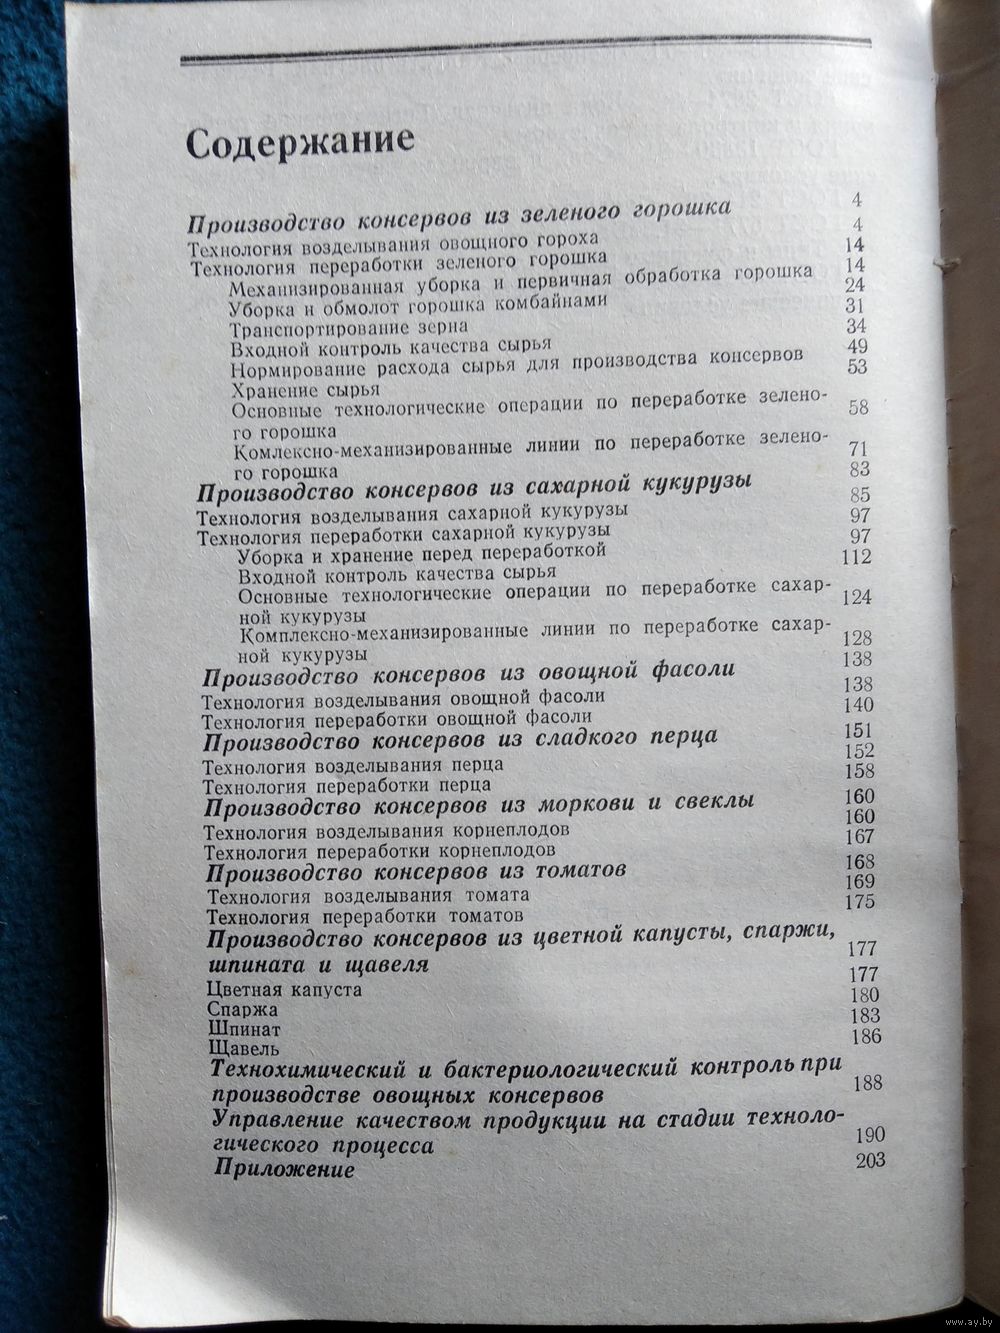 Содержание
Производство консервов из зеленого горошка 4
Технология возделывания овощного гороха 4
Технология переработки зеленого горошка 14
Механизированная уборка и первичная обработка горошка 14
Уборка и обмолот горошка комбайнами 24
Транспортирование зерна 31
Входной контроль качества сырья 34
Нормирование расхода сырья для производства консервов 49
Хранение сырья 53
Основные технологические операции по переработке зелено-
го горошка 58
Комлексно-механизированные линии по переработке зелено-
го горошка 71
Производство консервов из сахарной кукурузы 83
Технология возделывания сахарной кукурузы 85
Технология переработки сахарной кукурузы 97
Уборка и хранение перед переработкой 97
Входной контроль качества сырья 112
Основные технологические операции по переработке сахар-
ной кукурузы 124
Комплексно-механизированные линии по переработке сахар-
ной кукурузы 128
Производство консервов из овощной фасоли 138
Технология возделывания овощной фасоли 138
Технология переработки овощной фасоли 140
Производство консервов из сладкого перца 151
Технология возделывания перца 152
Технология переработки перца 158
Производство консервов из моркови и свеклы 160
Технология возделывания корнеплодов 160
Технология переработки корнеплодов 167
Производство консервов из томатов 168
Технология возделывания томата 169
Технология переработки томатов 175
Производство консервов из цветной капусты, спаржи,
шпината и щавеля 177
Цветная капуста 177
Спаржа 180
Шпинат 183
Щавель 186
Технохимический и бактериологический контроль при
производстве овощных консервов 188
Управление качеством продукции на стадии техноло-
гического процесса 190
Приложение 203
www.ay.by